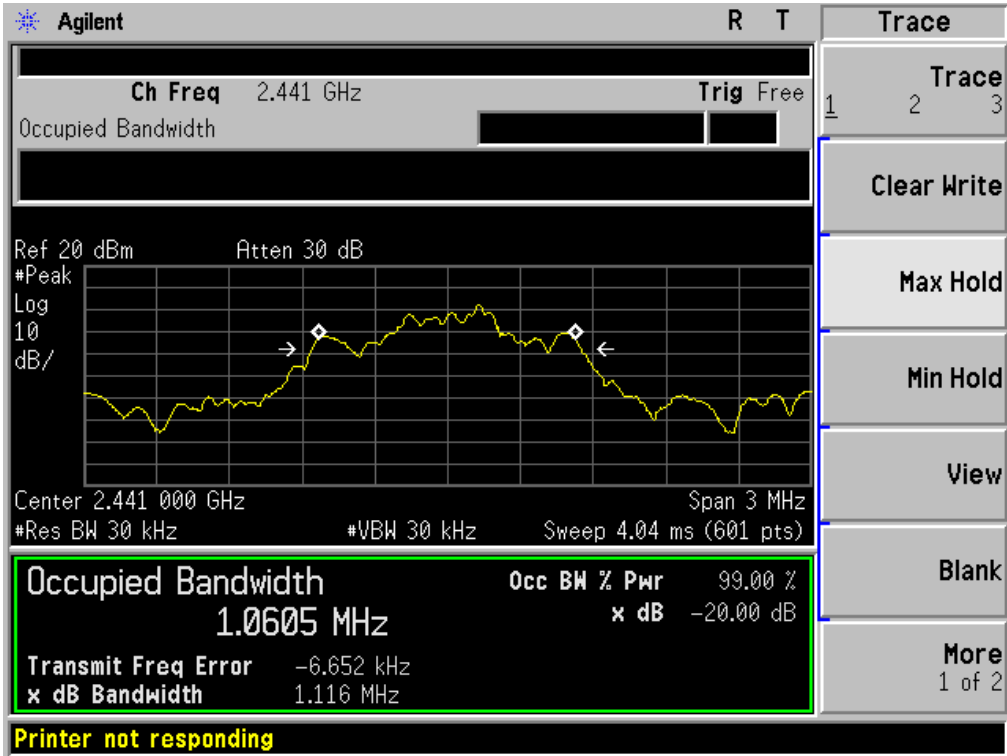 Agilent R T
Trace
Ch Freq 2.441 GHz Trig Free
Occupied Bandwidth
Ref 20 dBm Atten 30 dB
#Peak
Log
10
dB/
Center 2.441 000 GHz Span 3 MHz
#Res BW 30 kHz #VBW 30 kHz Sweep 4.04 ms (601 pts)
Occupied Bandwidth
1.0605 MHz
Occ BW % Pwr 99.00 %
x dB -20.00 dB
Transmit Freq Error -6.652 kHz
x dB Bandwidth 1.116 MHz
Printer not responding
Trace
1 2 3
Clear Write
Max Hold
Min Hold
View
Blank
More
1 of 2